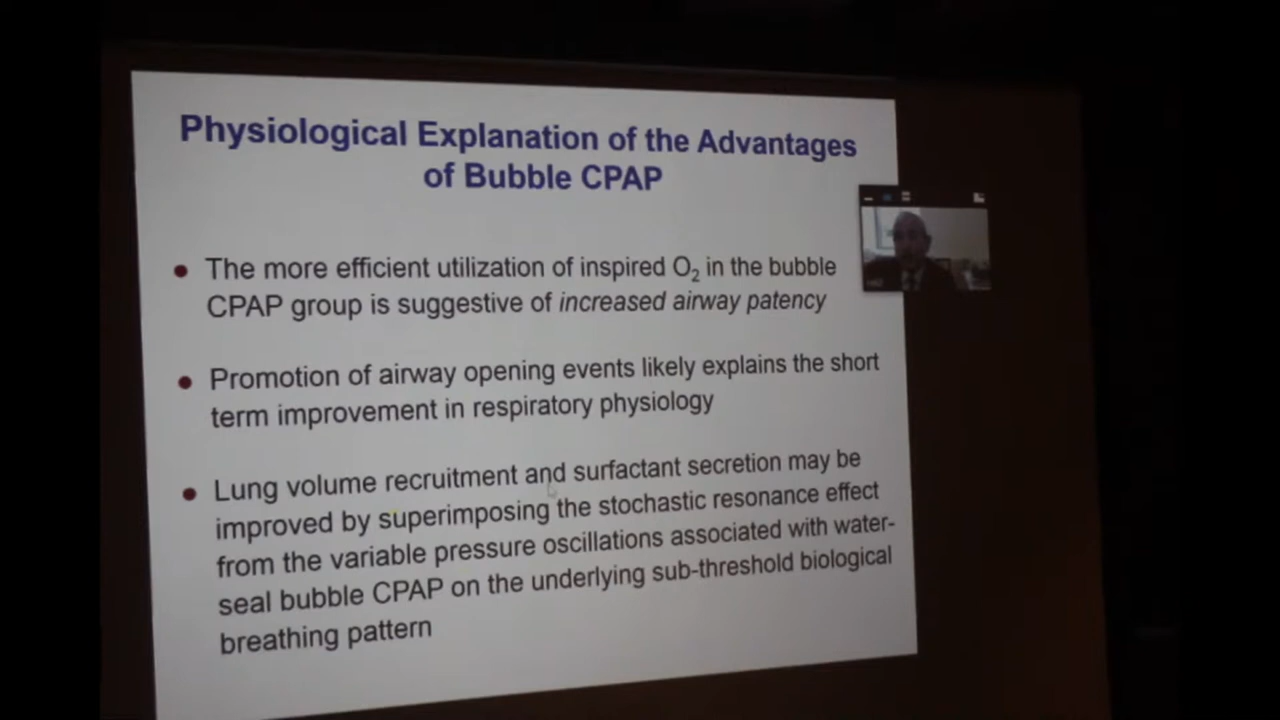 Physiological Explanation of the Advantages
of Bubble CPAP
• The more efficient utilization of inspired O₂ in the bubble
CPAP group is suggestive of increased airway patency
• Promotion of airway opening events likely explains the short
term improvement in respiratory physiology
• Lung volume recruitment and surfactant secretion may be
improved by superimposing the stochastic resonance effect
from the variable pressure oscillations associated with water-
seal bubble CPAP on the underlying sub-threshold biological
breathing pattern